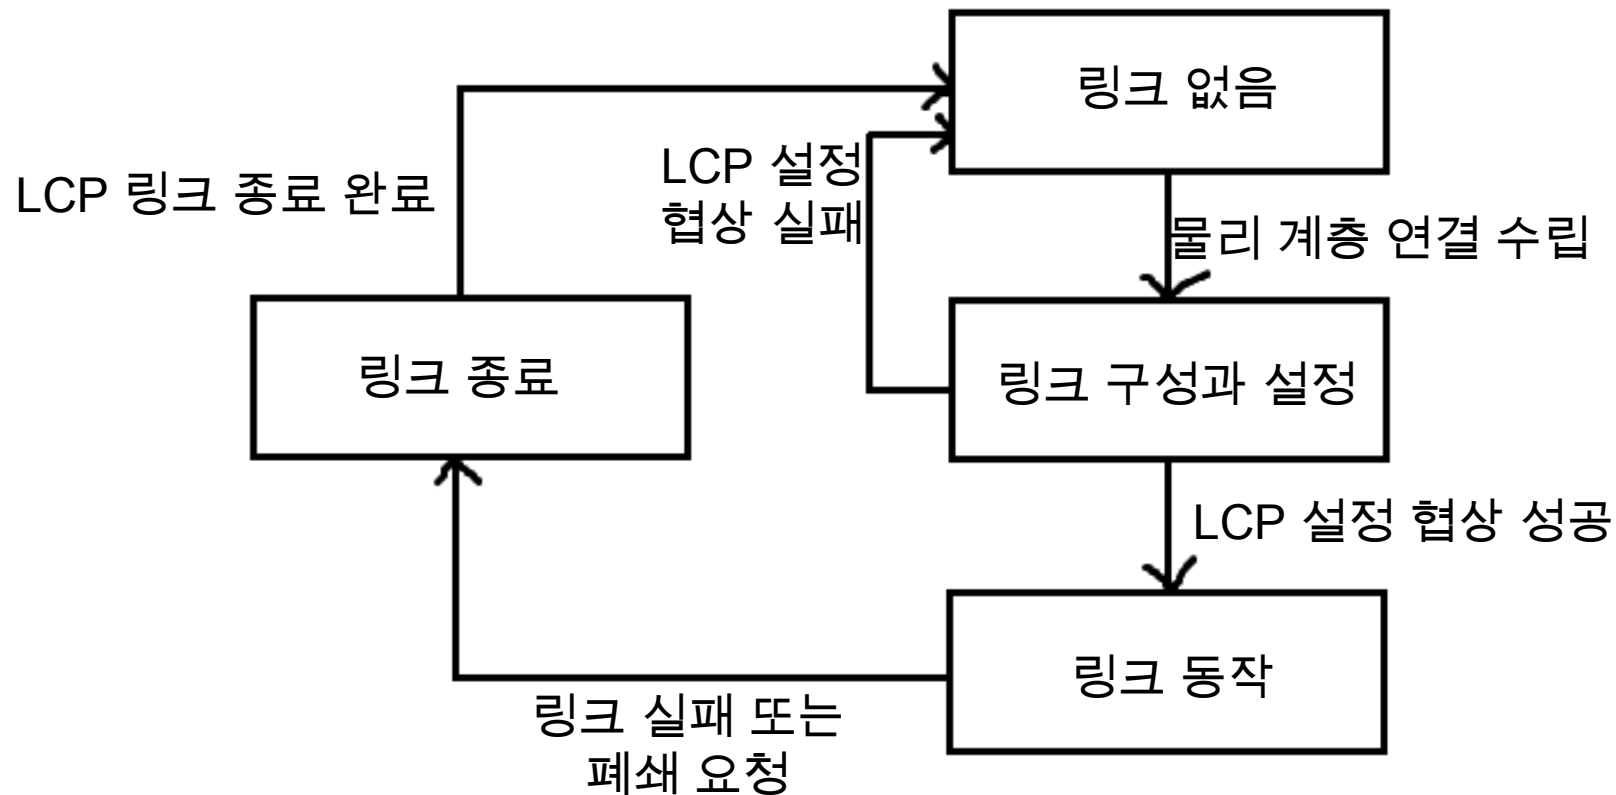 링크 없음
LCP 링크 종료 완료
LCP 설정
협상 실패
물리 계층 연결 수립
링크 종료
링크 구성과 설정
LCP 설정 협상 성공
링크 동작
링크 실패 또는
폐쇄 요청